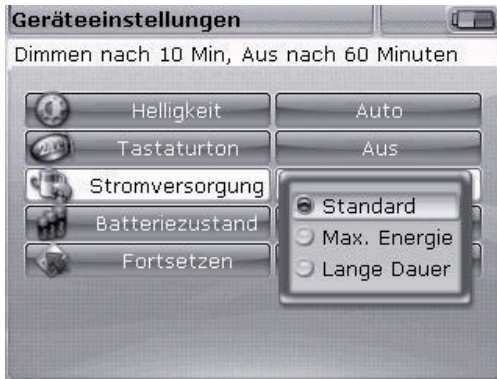 Geräteeinstellungen
Dimmen nach 10 Min, Aus nach 60 Minuten
Helligkeit Auto
Tastaturton Aus
Stromversorgung
Standard
Batteriezustand
Max. Energie
Fortsetzen
Lange Dauer